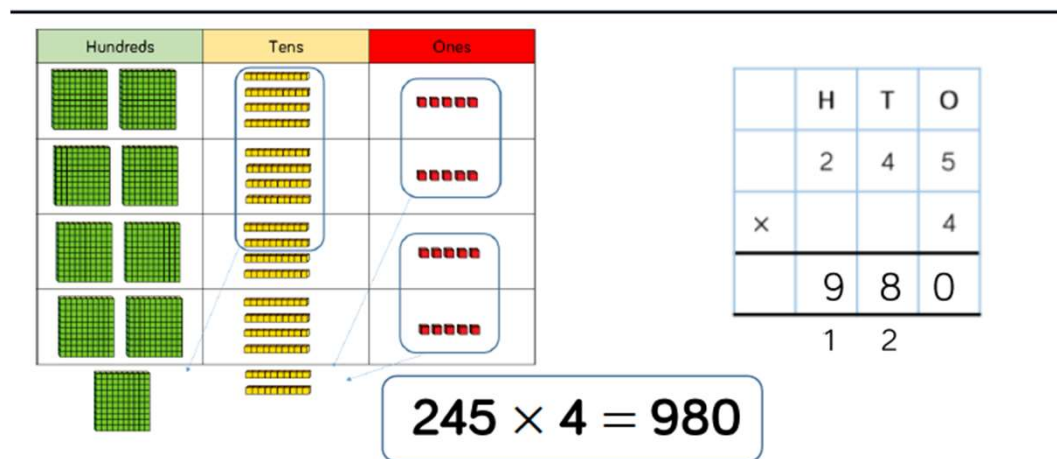 Hundreds Tens Ones
H T O
2 4 5
× 4
9 8 0
1 2
245 × 4 = 980